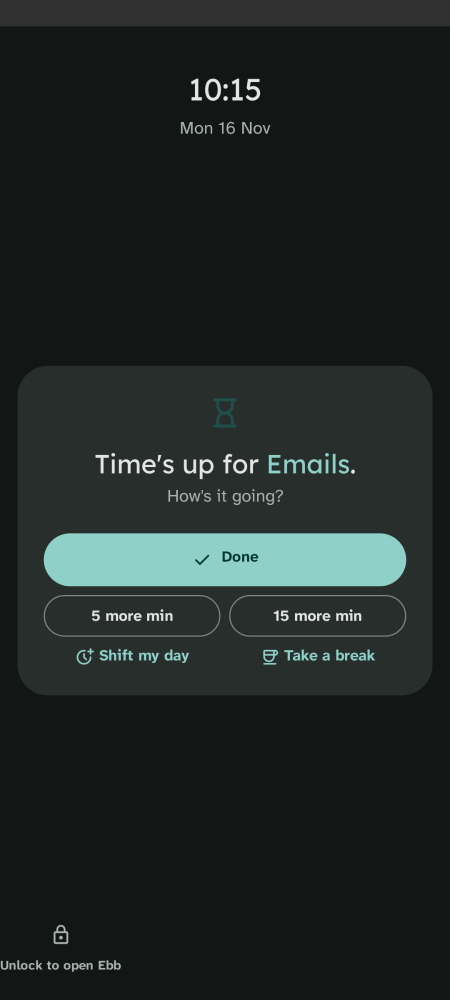 10:15
Mon 16 Nov
Time's up for Emails.
How's it going?
Done
5 more min
15 more min
Shift my day
Take a break
Unlock to open Ebb